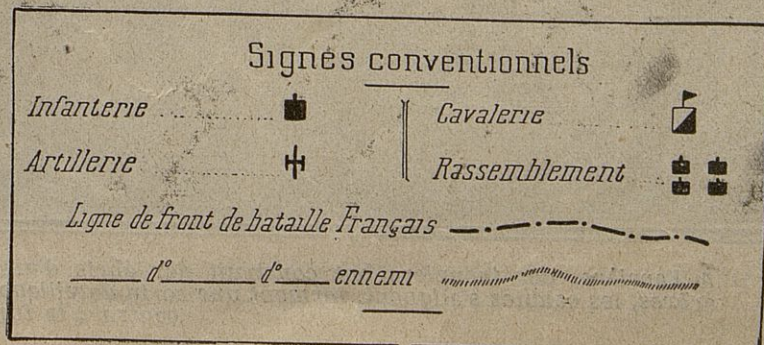 Signes conventionnels
Infanterie
Cavalerie
Artillerie
Rassemblement
Ligne de front de bataille Français
d° d° ennemi